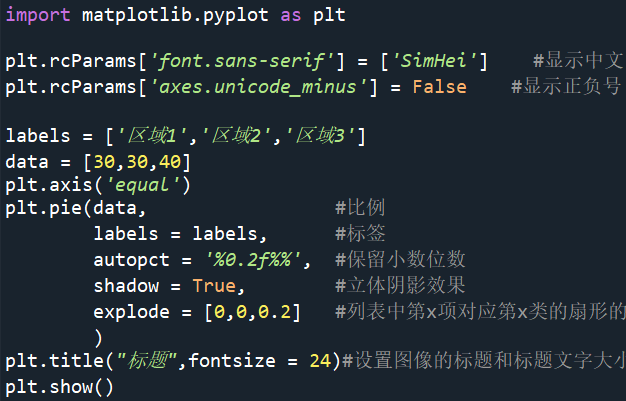 import matplotlib.pyplot as plt
plt.rcParams['font.sans-serif'] = ['SimHei']    #显示中文
plt.rcParams['axes.unicode_minus'] = False    #显示正负号
labels = ['区域1','区域2','区域3']
data = [30,30,40]
plt.axis('equal')
plt.pie(data,                 #比例
        labels = labels,      #标签
        autopct = '%0.2f%%',  #保留小数位数
        shadow = True,        #立体阴影效果
        explode = [0,0,0.2]   #列表中第x项对应第x类的扇形的
        )
plt.title("标题",fontsize = 24)#设置图像的标题和标题文字大小
plt.show()